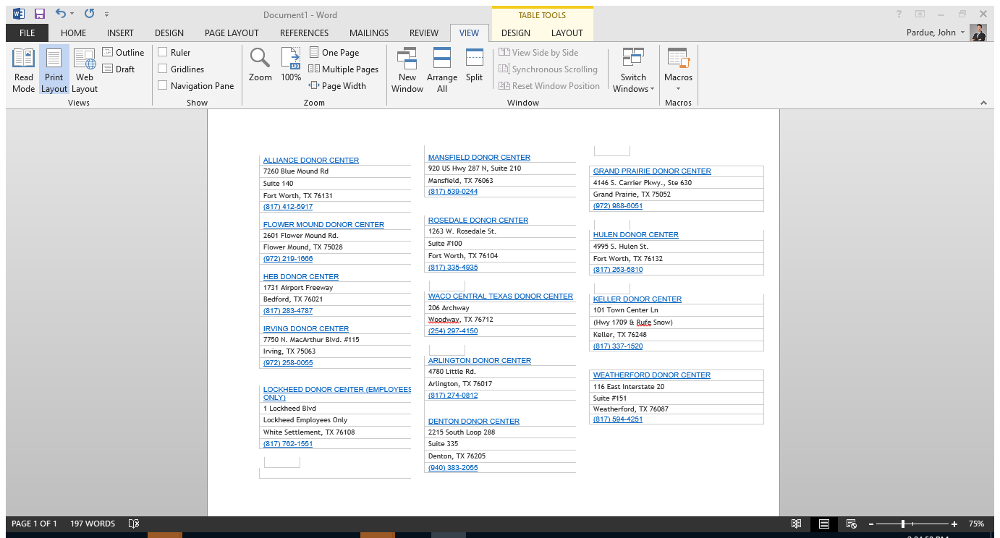 Document1 - Word
TABLE TOOLS
FILE HOME INSERT DESIGN PAGE LAYOUT REFERENCES MAILINGS REVIEW VIEW DESIGN LAYOUT
Pardue, John
Read Mode
Print Layout
Web Layout
Outline
Draft
Views
Ruler
Gridlines
Navigation Pane
Show
Zoom
100%
One Page
Multiple Pages
Page Width
Zoom
New Window
Arrange All
Split
View Side by Side
Synchronous Scrolling
Reset Window Position
Window
Switch Windows
Macros
Macros
ALLIANCE DONOR CENTER
7260 Blue Mound Rd
Suite 140
Fort Worth, TX 76131
(817) 412-5917
FLOWER MOUND DONOR CENTER
2601 Flower Mound Rd.
Flower Mound, TX 75028
(972) 219-1666
HEB DONOR CENTER
1731 Airport Freeway
Bedford, TX 76021
(817) 283-4787
IRVING DONOR CENTER
7750 N. MacArthur Blvd. #115
Irving, TX 75063
(972) 258-0055
LOCKHEED DONOR CENTER (EMPLOYEES
ONLY)
1 Lockheed Blvd
Lockheed Employees Only
White Settlement, TX 76108
(817) 762-1551
MANSFIELD DONOR CENTER
920 US Hwy 287 N, Suite 210
Mansfield, TX 76063
(817) 539-0244
ROSEDALE DONOR CENTER
1263 W. Rosedale St.
Suite #100
Fort Worth, TX 76104
(817) 335-4935
WACO CENTRAL TEXAS DONOR CENTER
206 Archway
Woodway, TX 76712
(254) 297-4150
ARLINGTON DONOR CENTER
4780 Little Rd.
Arlington, TX 76017
(817) 274-0812
DENTON DONOR CENTER
2215 South Loop 288
Suite 335
Denton, TX 76205
(940) 383-2055
GRAND PRAIRIE DONOR CENTER
4146 S. Carrier Pkwy., Ste 630
Grand Prairie, TX 75052
(972) 988-6051
HULEN DONOR CENTER
4995 S. Hulen St.
Fort Worth, TX 76132
(817) 263-5810
KELLER DONOR CENTER
101 Town Center Ln
(Hwy 1709 & Rufe Snow)
Keller, TX 76248
(817) 337-1520
WEATHERFORD DONOR CENTER
116 East Interstate 20
Suite #151
Weatherford, TX 76087
(817) 594-4251
PAGE 1 OF 1 197 WORDS
75%